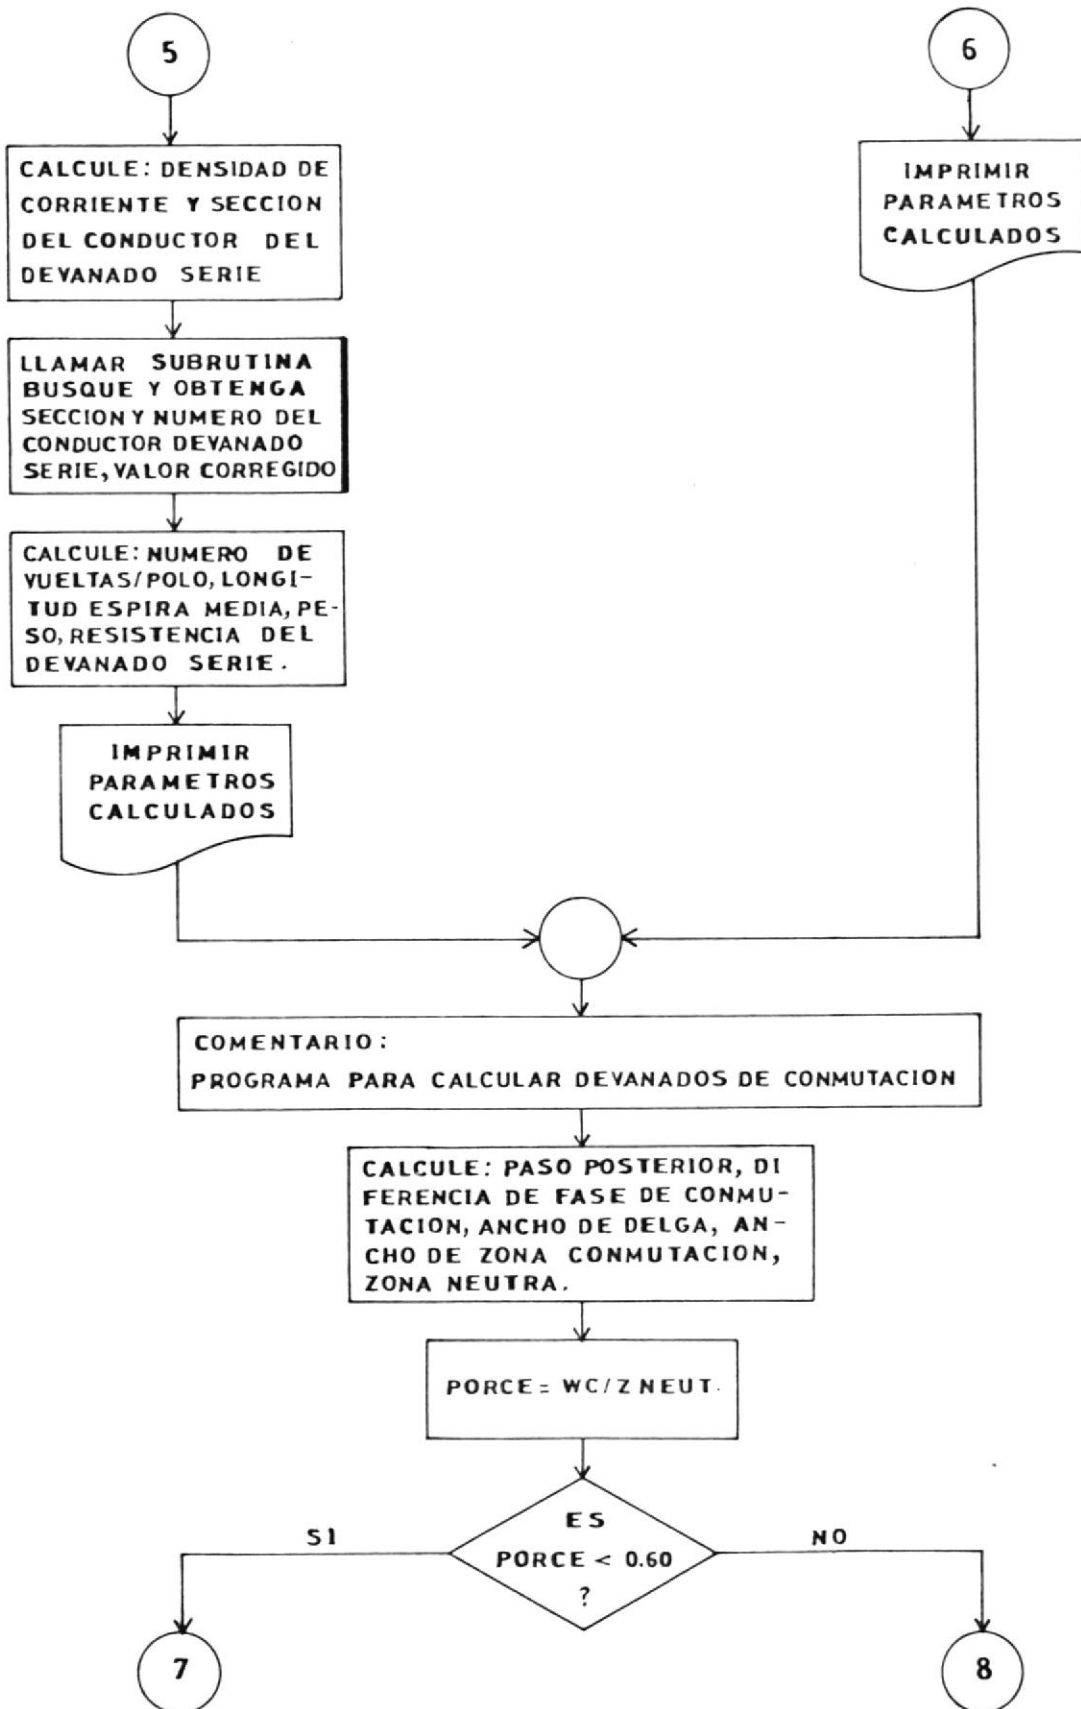 5
CALCULE: DENSIDAD DE
CORRIENTE Y SECCION
DEL CONDUCTOR DEL
DEVANADO SERIE
LLAMAR SUBRUTINA
BUSQUE Y OBTENGA
SECCION Y NUMERO DEL
CONDUCTOR DEVANADO
SERIE, VALOR CORREGIDO
CALCULE: NUMERO DE
VUELTAS/POLO, LONGI-
TUD ESPIRA MEDIA, PE-
SO, RESISTENCIA DEL
DEVANADO SERIE.
IMPRIMIR
PARAMETROS
CALCULADOS
6
IMPRIMIR
PARAMETROS
CALCULADOS
COMENTARIO:
PROGRAMA PARA CALCULAR DEVANADOS DE CONMUTACION
CALCULE: PASO POSTERIOR, DI
FERENCIA DE FASE DE CONMU-
TACION, ANCHO DE DELGA, AN-
CHO DE ZONA CONMUTACION,
ZONA NEUTRA.
PORCE = WC/Z NEUT.
ES
PORCE < 0.60
?
SI
NO
7
8